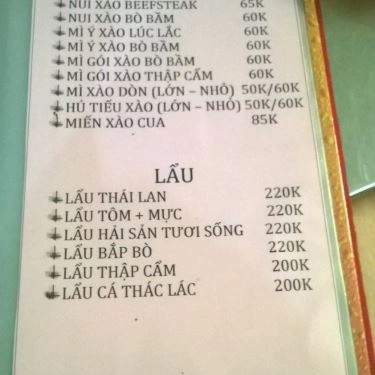 NUI XÀO BEEFSTEAK 65K
NUI XÀO BÒ BẰM 60K
MÌ Ý XÀO LÚC LẮC 60K
MÌ Ý XÀO BÒ BẰM 60K
MÌ GÓI XÀO BÒ BẰM 60K
MÌ GÓI XÀO THẬP CẨM 60K
MÌ XÀO DÒN (LỚN – NHỎ) 50K/60K
HỦ TIẾU XÀO (LỚN – NHỎ) 50K/60K
MIẾN XÀO CUA 85K
LẨU
LẨU THÁI LAN 220K
LẨU TÔM + MỰC 220K
LẨU HẢI SẢN TƯƠI SỐNG 220K
LẨU BẮP BÒ 220K
LẨU THẬP CẨM 200K
LẨU CÁ THÁC LÁC 200K